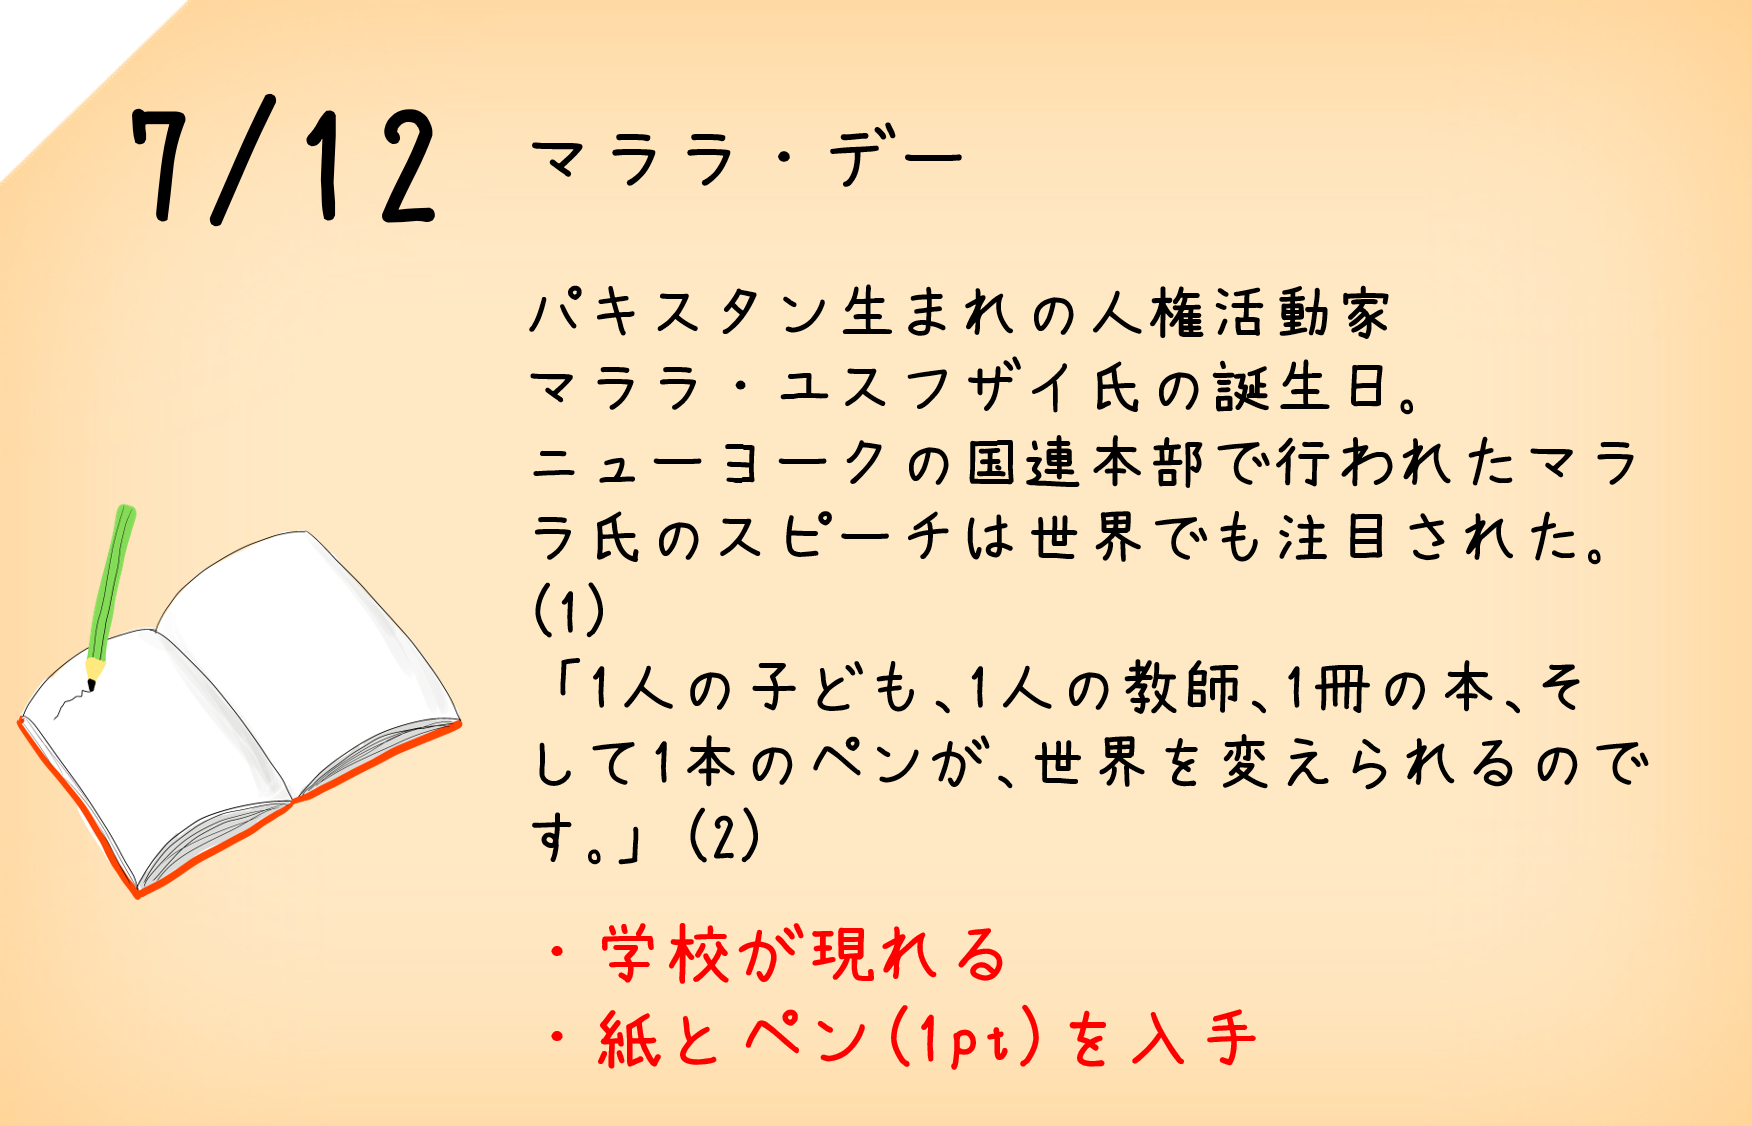 7/12 マララ・デー
パキスタン生まれの人権活動家
マララ・ユスフザイ氏の誕生日。
ニューヨークの国連本部で行われたマラ
ラ氏のスピーチは世界でも注目された。
(1)
「1人の子ども、1人の教師、1冊の本、そ
して1本のペンが、世界を変えられるので
す。」(2)
・学校が現れる
・紙とペン(1pt)を入手